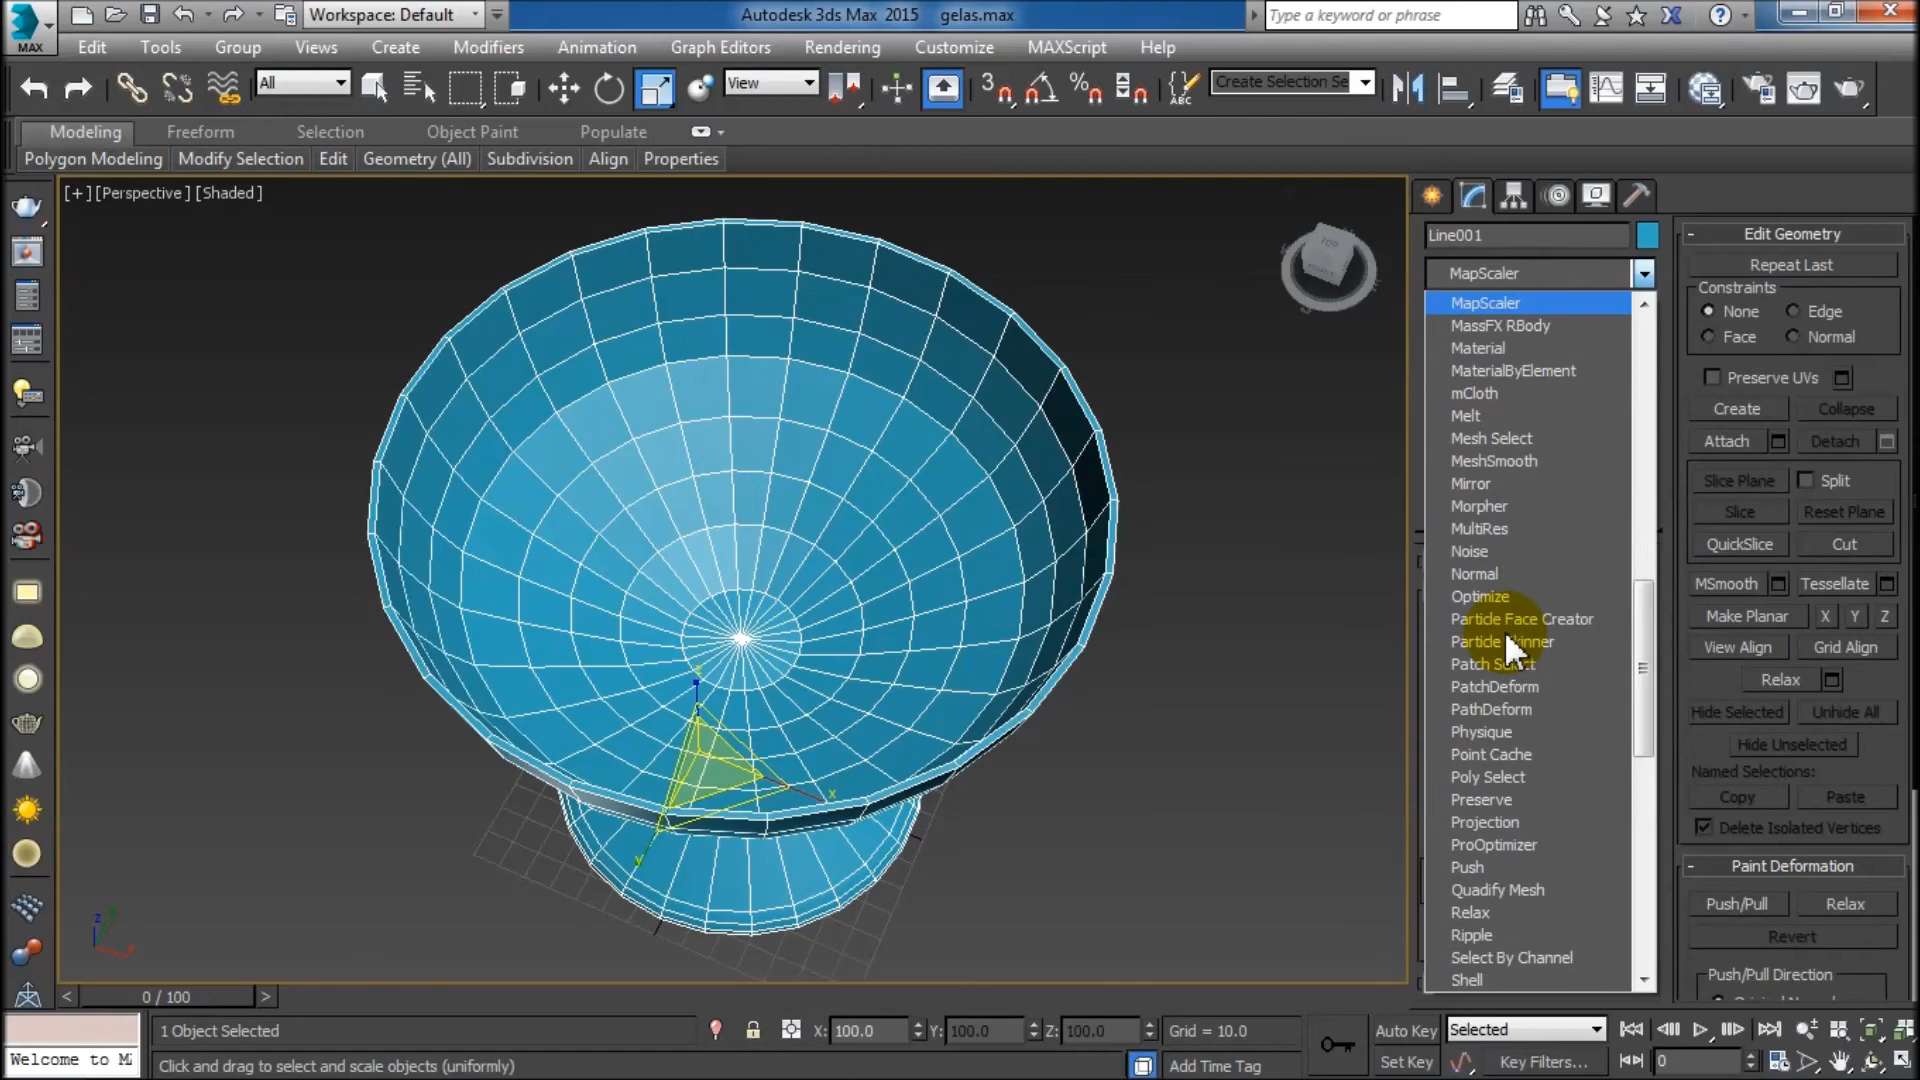 Workspace: Default
Autodesk 3ds Max 2015 gelas.max
Type a keyword or phrase
MAX
Edit Tools Group Views Create Modifiers Animation Graph Editors Rendering Customize MAXScript Help
All
View
3
%
ABC
Create Selection Se
Modeling Freeform Selection Object Paint Populate
Polygon Modeling Modify Selection Edit Geometry (All) Subdivision Align Properties
[+] [Perspective] [Shaded]
TOP
Line001
MapScaler
MapScaler
MassFX RBody
Material
MaterialByElement
mCloth
Melt
Mesh Select
MeshSmooth
Mirror
Morpher
MultiRes
Noise
Normal
Optimize
Particle Face Creator
Particle Skinner
Patch Select
PatchDeform
PathDeform
Physique
Point Cache
Poly Select
Preserve
Projection
ProOptimizer
Push
Quadify Mesh
Relax
Ripple
Select By Channel
Shell
- Edit Geometry
Repeat Last
Constraints
None Edge
Face Normal
Preserve UVs
Create Collapse
Attach Detach
Slice Plane Split
Slice Reset Plane
QuickSlice Cut
MSmooth Tessellate
Make Planar X Y Z
View Align Grid Align
Relax
Hide Selected Unhide All
Hide Unselected
Named Selections:
Copy Paste
Delete Isolated Vertices
- Paint Deformation
Push/Pull Relax
Revert
Push/Pull Direction
x
y
z
< 0 / 100 >
1 Object Selected
X: 100.0 Y: 100.0 Z: 100.0 Grid = 10.0
Auto Key Selected
Welcome to M
Click and drag to select and scale objects (uniformly)
Add Time Tag
Set Key Key Filters... 0